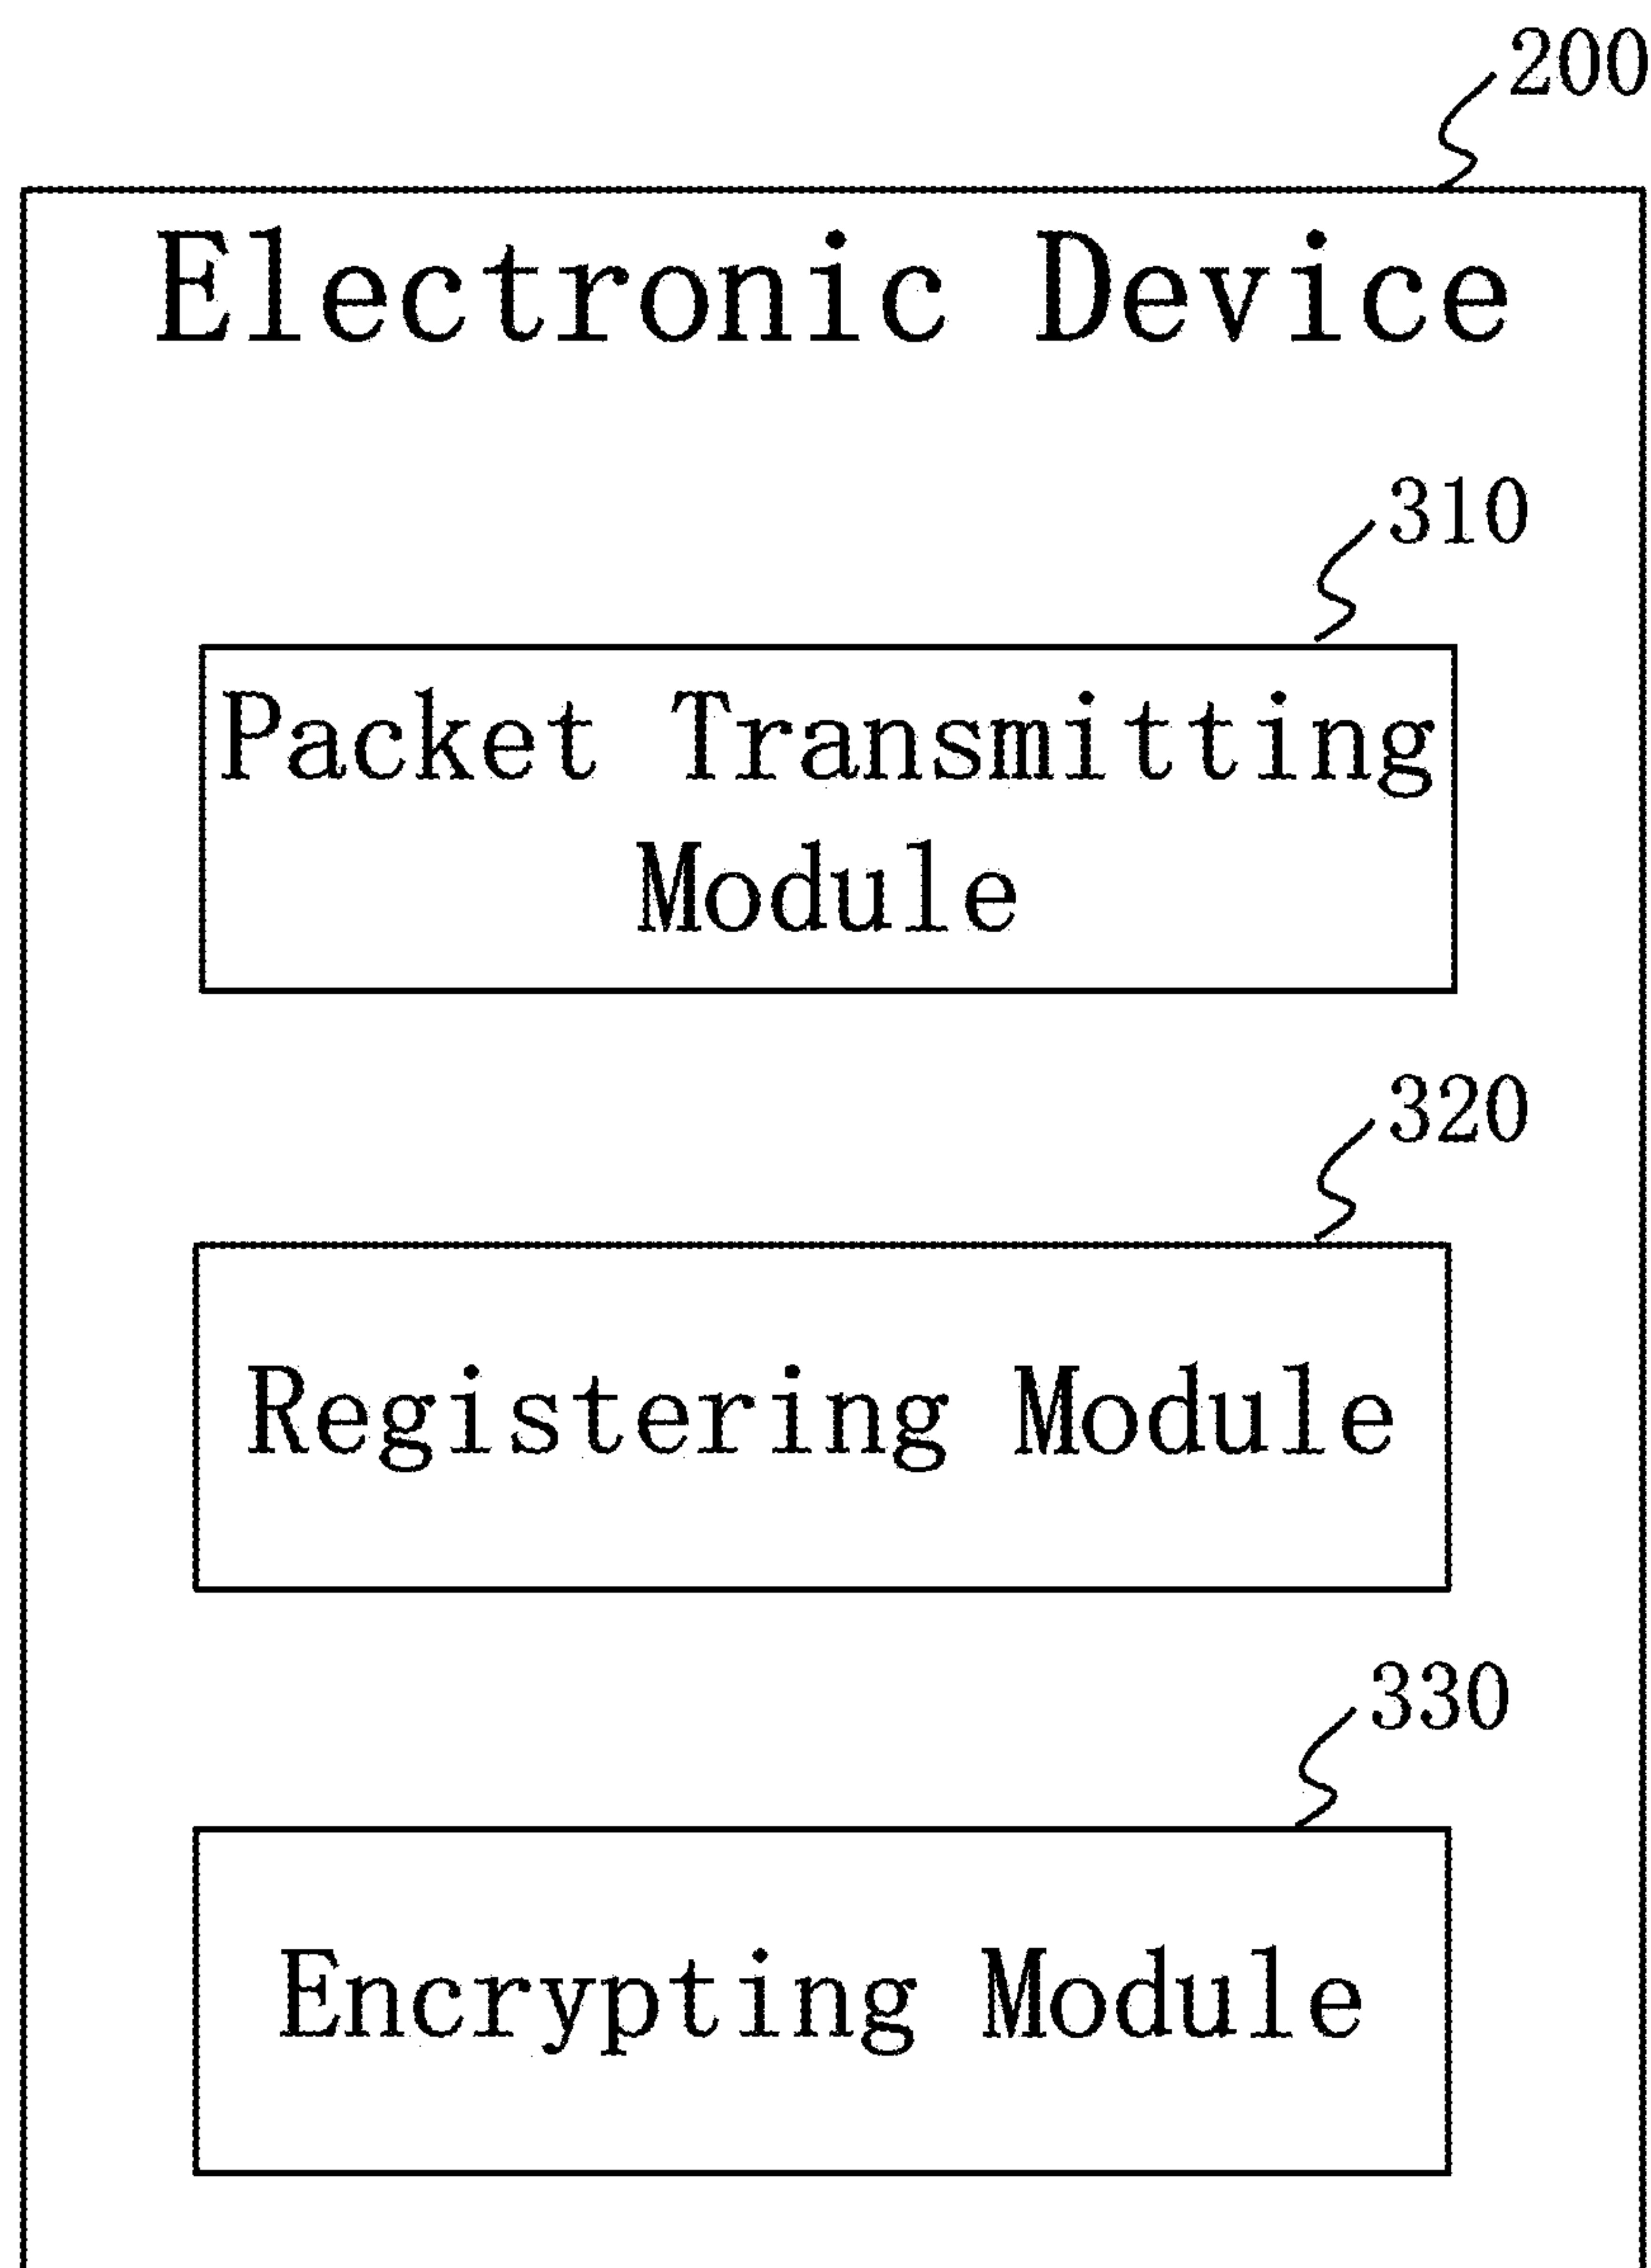 200
Electronic Device
310
Packet Transmitting
Module
320
Registering Module
330
Encrypting Module